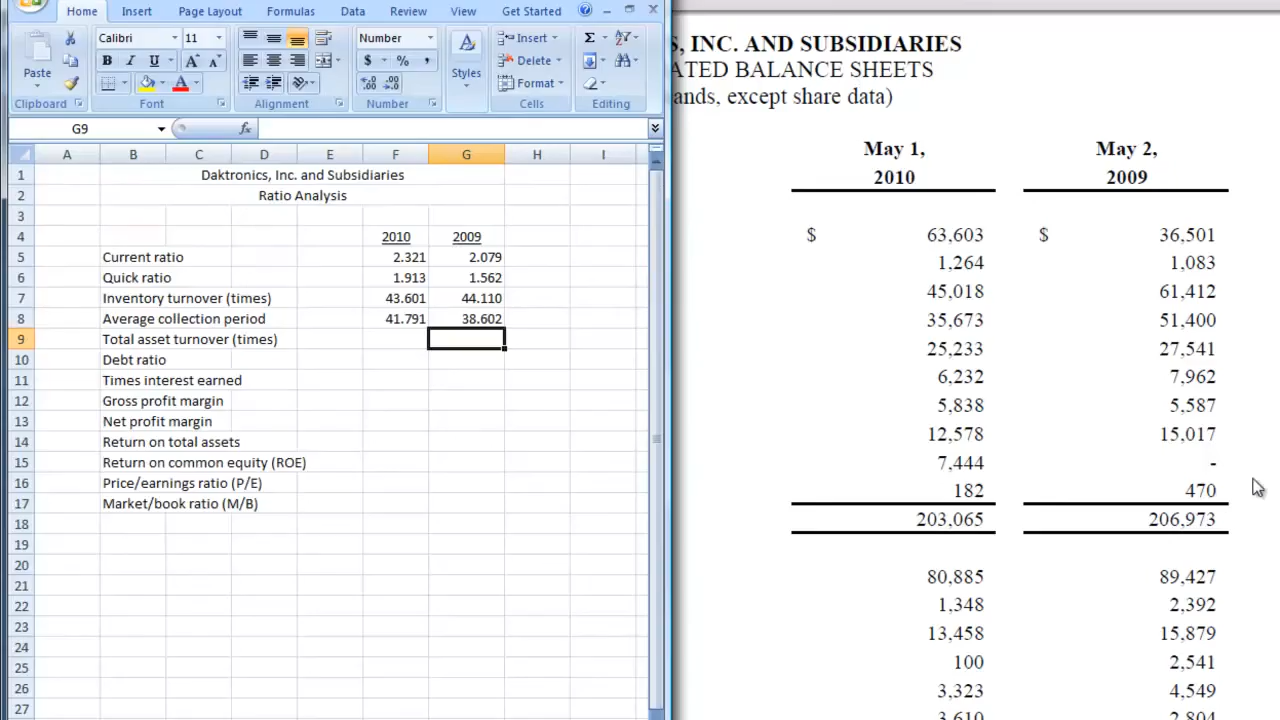 Home Insert Page Layout Formulas Data Review View Get Started
Calibri 11 Number
Paste B I U $ % , Styles Insert Delete Format Σ
Clipboard Font Alignment Number Cells Editing
G9 fx
A B C D E F G H I
1 Daktronics, Inc. and Subsidiaries
2 Ratio Analysis
3
4 2010 2009
5 Current ratio 2.321 2.079
6 Quick ratio 1.913 1.562
7 Inventory turnover (times) 43.601 44.110
8 Average collection period 41.791 38.602
9 Total asset turnover (times)
10 Debt ratio
11 Times interest earned
12 Gross profit margin
13 Net profit margin
14 Return on total assets
15 Return on common equity (ROE)
16 Price/earnings ratio (P/E)
17 Market/book ratio (M/B)
18
19
20
21
22
23
24
25
26
27
, INC. AND SUBSIDIARIES
ATED BALANCE SHEETS
ands, except share data)
May 1, May 2,
2010 2009
$ 63,603 $ 36,501
1,264 1,083
45,018 61,412
35,673 51,400
25,233 27,541
6,232 7,962
5,838 5,587
12,578 15,017
7,444 -
182 470
203,065 206,973
80,885 89,427
1,348 2,392
13,458 15,879
100 2,541
3,323 4,549
3,610 2,804